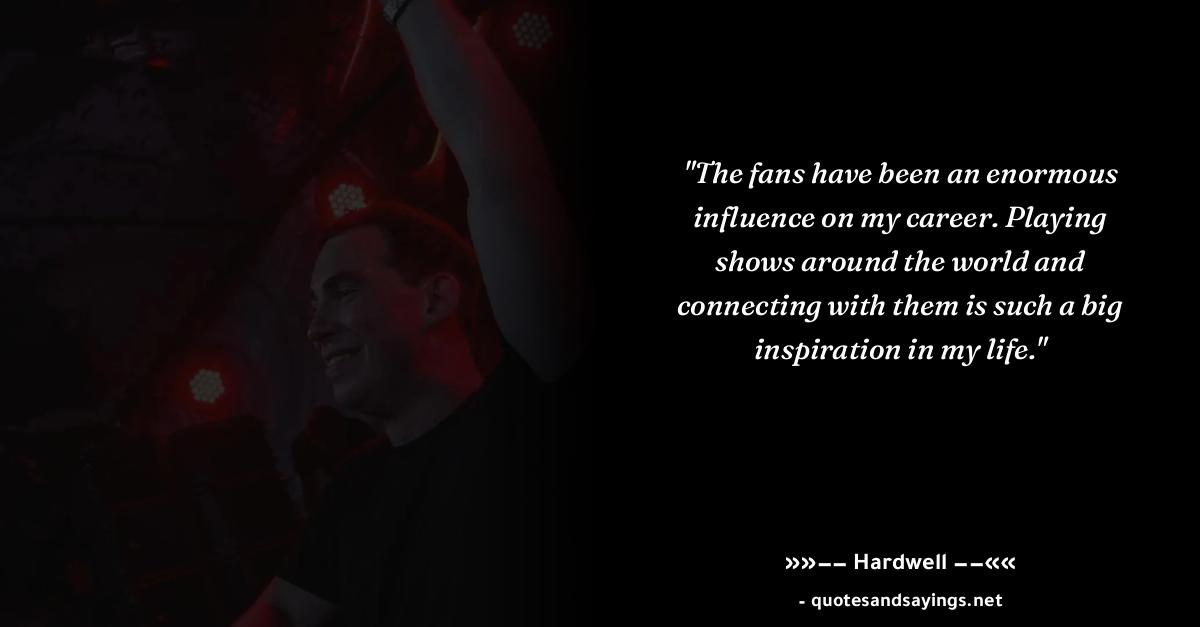 "The fans have been an enormous
influence on my career. Playing
shows around the world and
connecting with them is such a big
inspiration in my life."
»»–– Hardwell ––««
- quotesandsayings.net